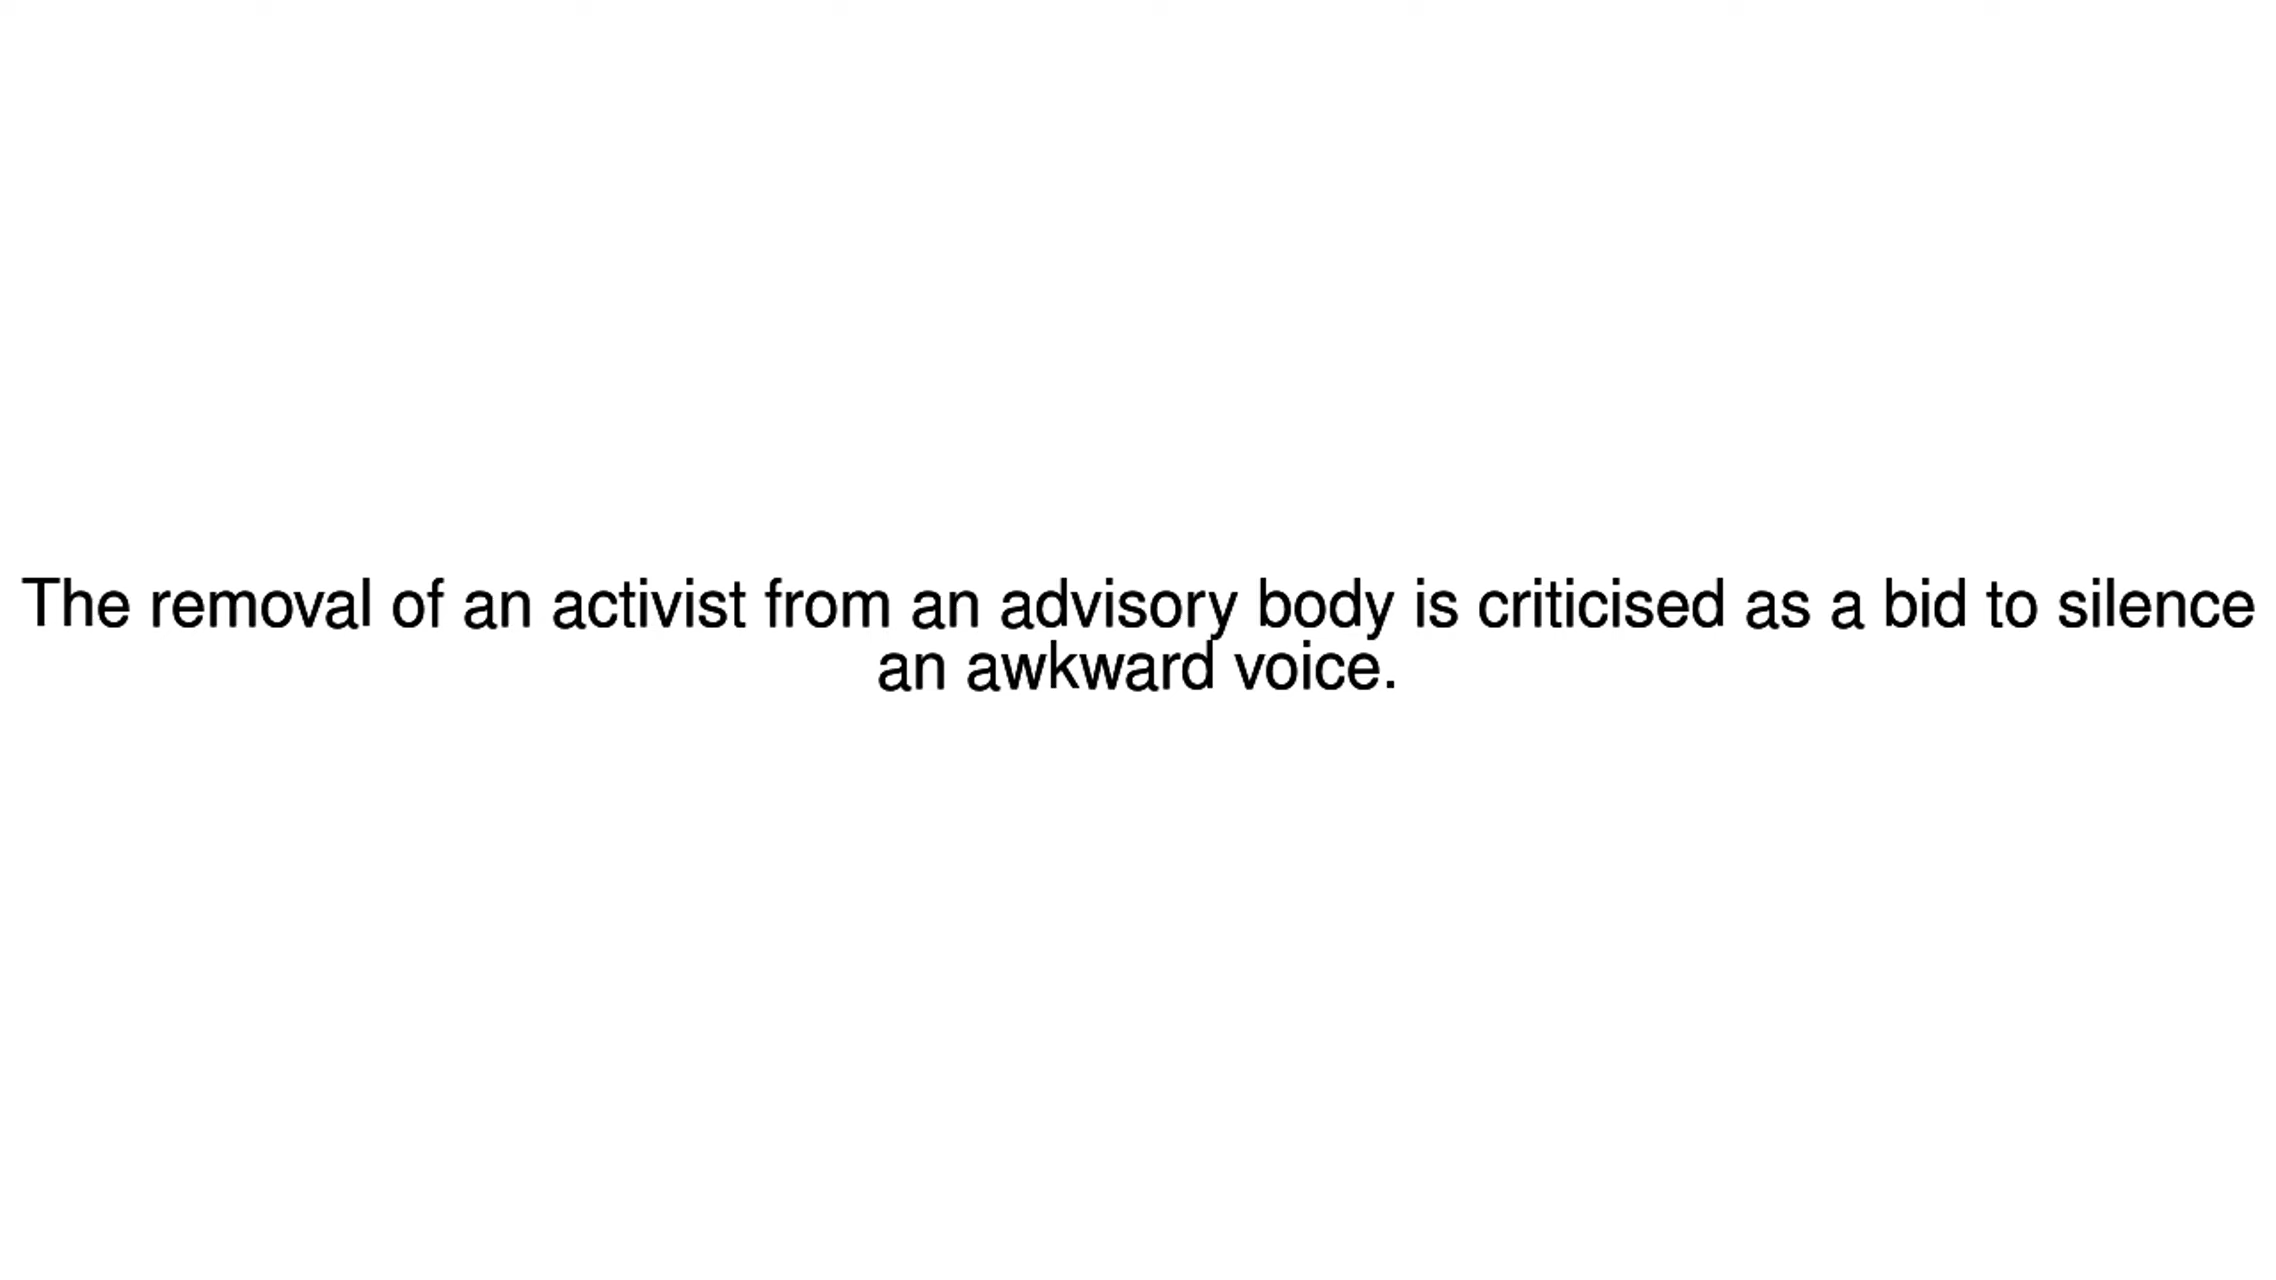 The removal of an activist from an advisory body is criticised as a bid to silence
an awkward voice.